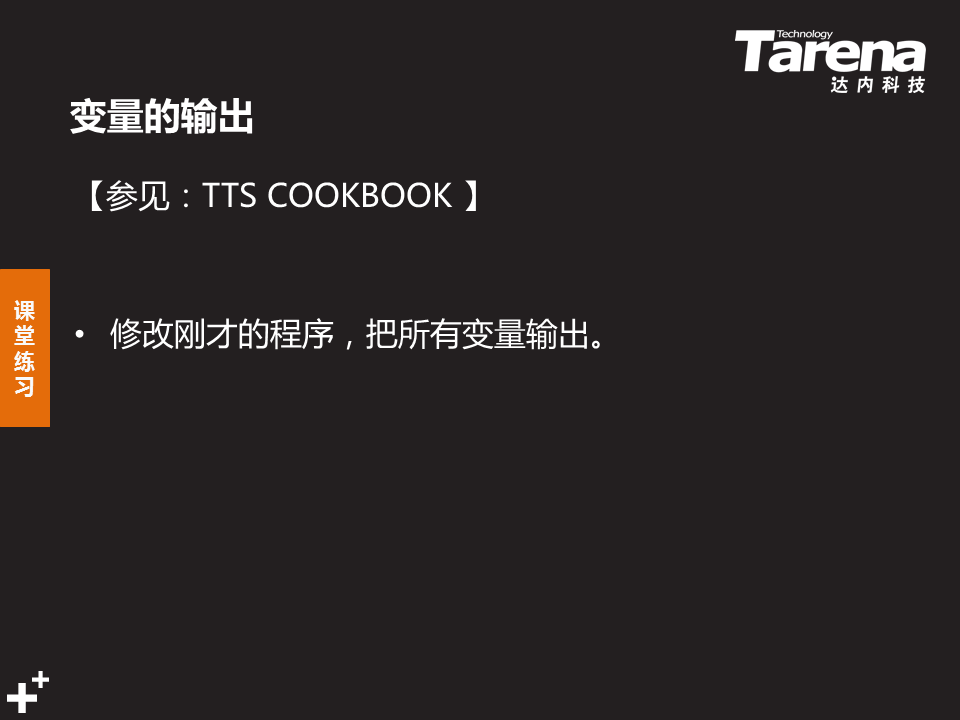 Technology
Tarena
达内科技
变量的输出
【参见：TTS COOKBOOK 】
课堂练习
• 修改刚才的程序，把所有变量输出。